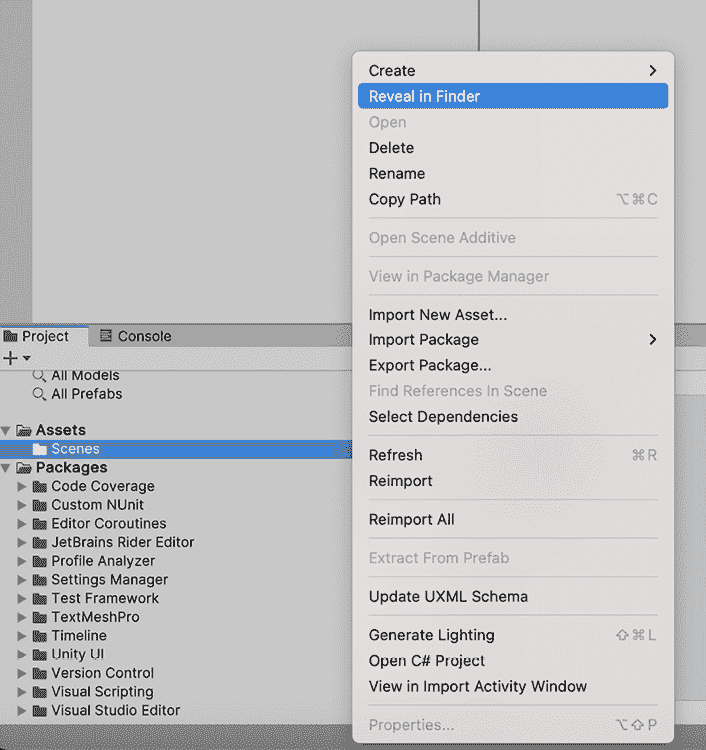 Create
Reveal in Finder
Open
Delete
Rename
Copy Path ⌥⌘C
Open Scene Additive
View in Package Manager
Import New Asset...
Import Package
Export Package...
Find References In Scene
Select Dependencies
Refresh ⌘R
Reimport
Reimport All
Extract From Prefab
Update UXML Schema
Generate Lighting ⇧⌘L
Open C# Project
View in Import Activity Window
Properties... ⌥⇧P
Project Console
All Models
All Prefabs
Assets
Scenes
Packages
Code Coverage
Custom NUnit
Editor Coroutines
JetBrains Rider Editor
Profile Analyzer
Settings Manager
Test Framework
TextMeshPro
Timeline
Unity UI
Version Control
Visual Scripting
Visual Studio Editor